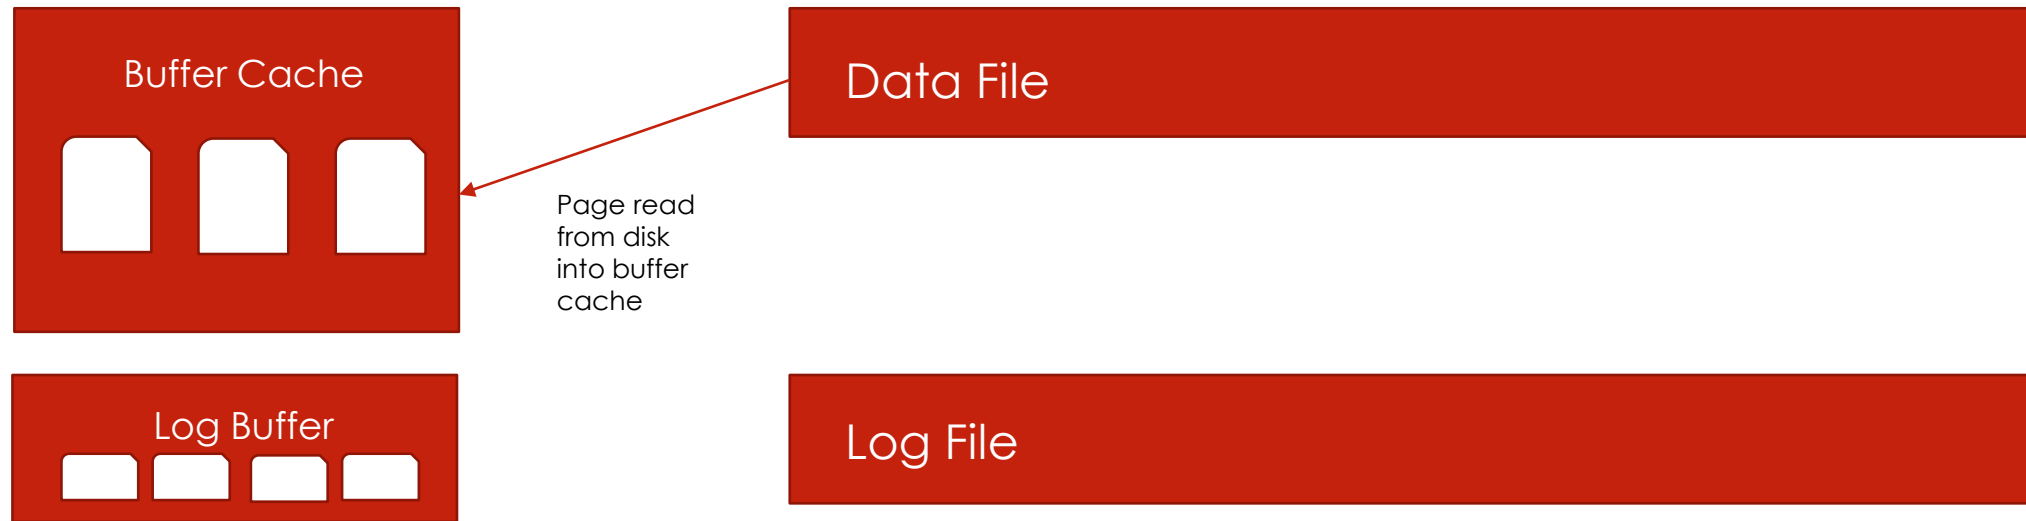 Buffer Cache
Data File
Page read
from disk
into buffer
cache
Log Buffer
Log File